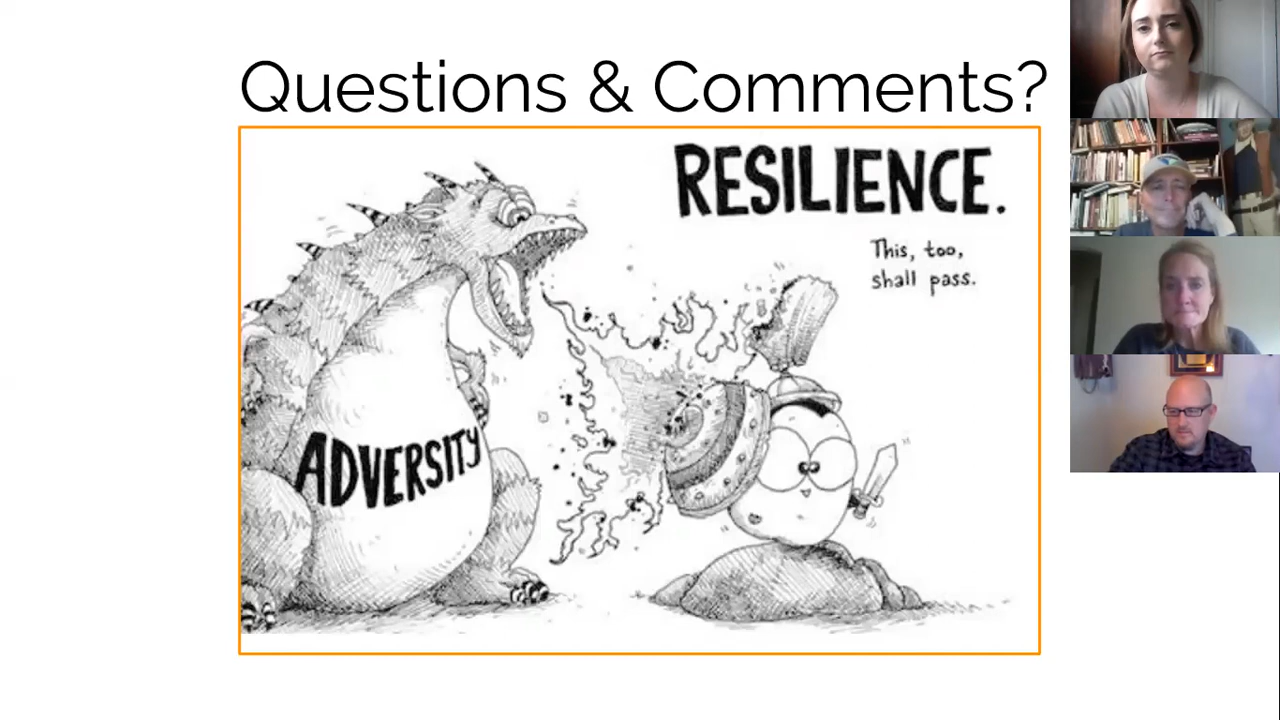 Questions & Comments?
RESILIENCE.
This, too,
shall pass.
ADVERSITY